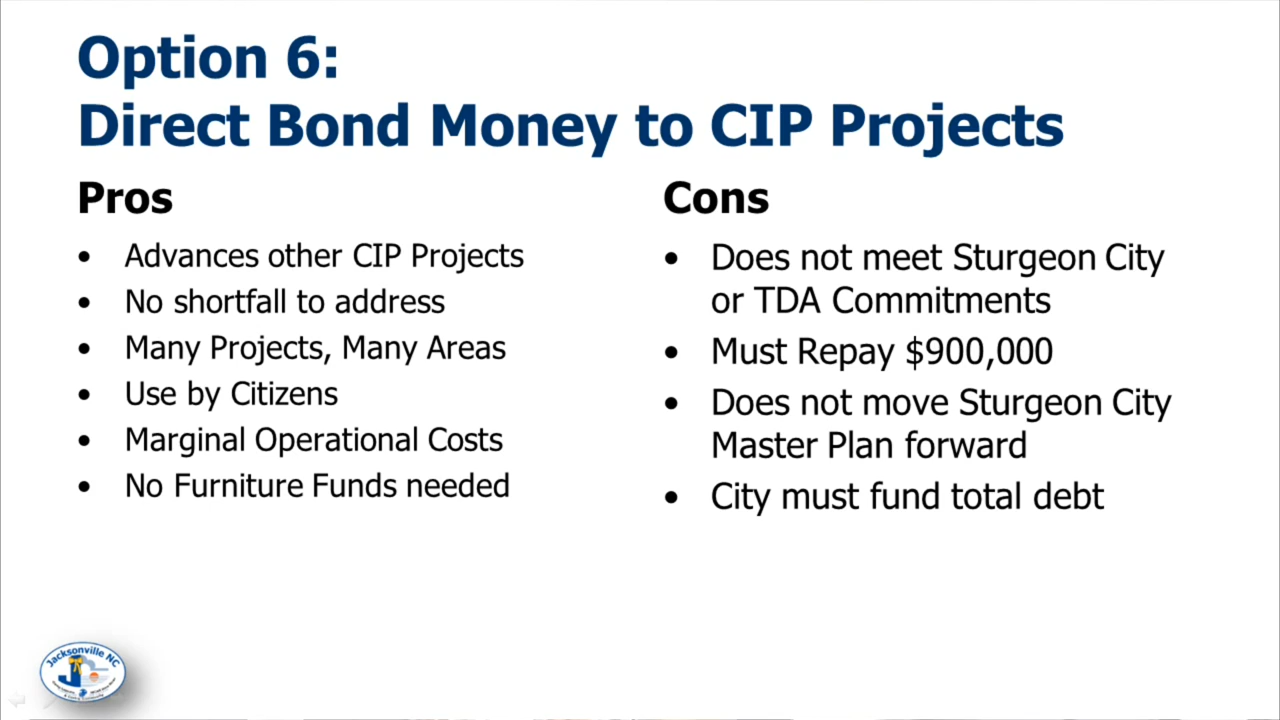 Option 6:
Direct Bond Money to CIP Projects
Pros
• Advances other CIP Projects
• No shortfall to address
• Many Projects, Many Areas
• Use by Citizens
• Marginal Operational Costs
• No Furniture Funds needed
Cons
• Does not meet Sturgeon City
or TDA Commitments
• Must Repay $900,000
• Does not move Sturgeon City
Master Plan forward
• City must fund total debt
Jacksonville NC